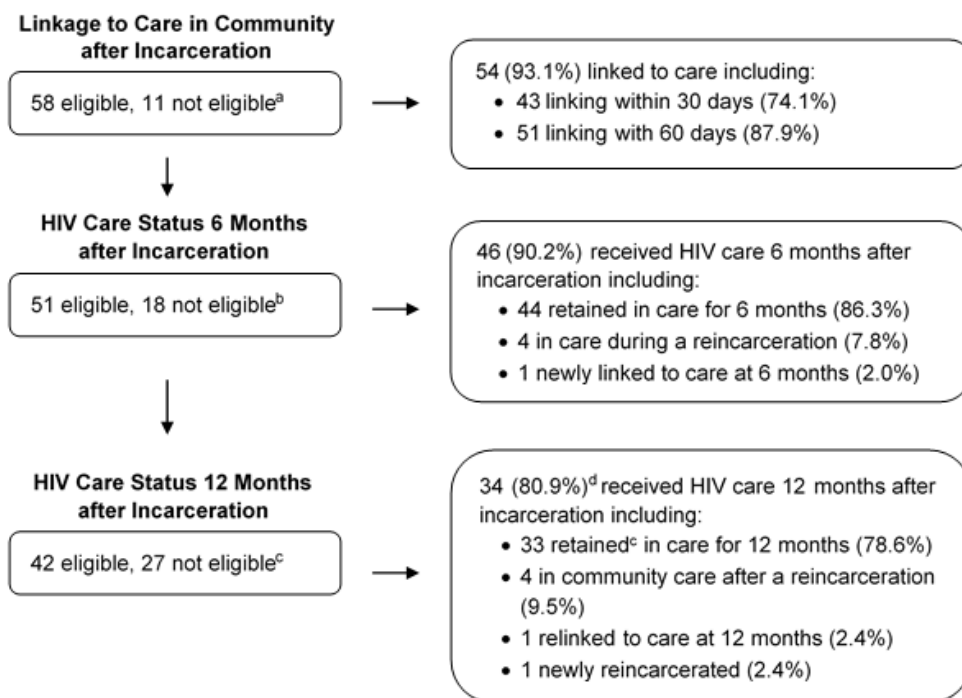 Linkage to Care in Community
after Incarceration
58 eligible, 11 not eligibleᵃ
54 (93.1%) linked to care including:
• 43 linking within 30 days (74.1%)
• 51 linking with 60 days (87.9%)
HIV Care Status 6 Months
after Incarceration
51 eligible, 18 not eligibleᵇ
46 (90.2%) received HIV care 6 months after
incarceration including:
• 44 retained in care for 6 months (86.3%)
• 4 in care during a reincarceration (7.8%)
• 1 newly linked to care at 6 months (2.0%)
HIV Care Status 12 Months
after Incarceration
42 eligible, 27 not eligibleᶜ
34 (80.9%)ᵈ received HIV care 12 months after
incarceration including:
• 33 retainedᶜ in care for 12 months (78.6%)
• 4 in community care after a reincarceration
(9.5%)
• 1 relinked to care at 12 months (2.4%)
• 1 newly reincarcerated (2.4%)